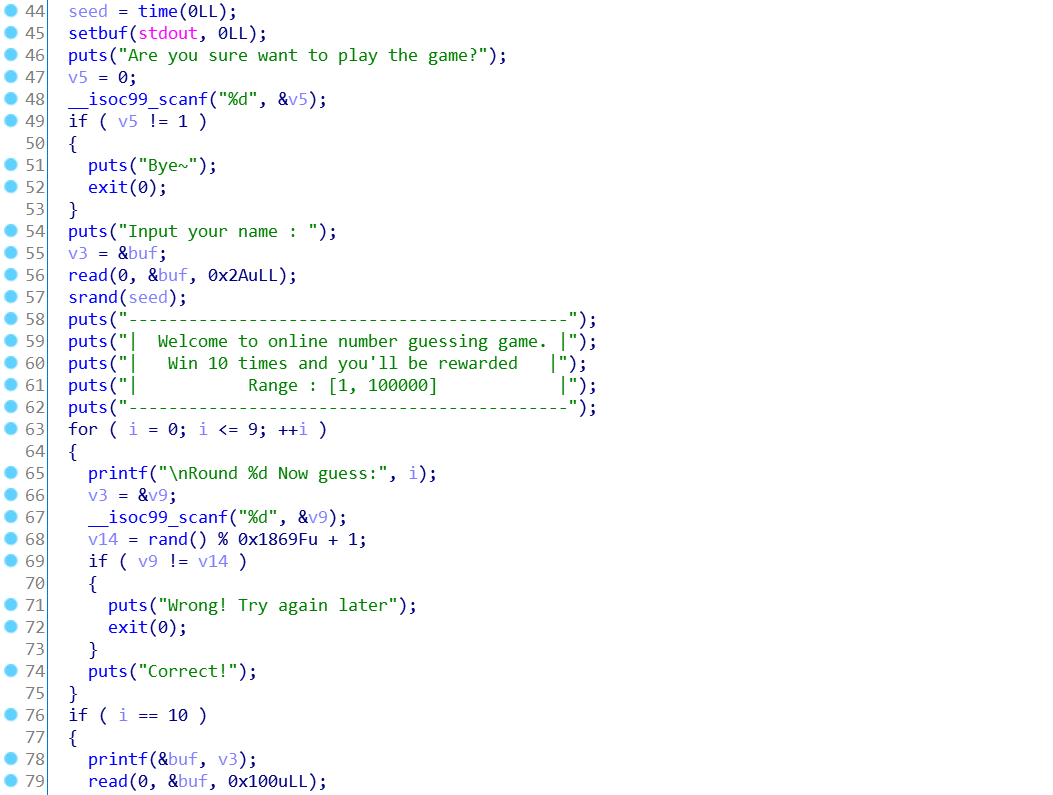 44 seed = time(0LL);
45 setbuf(stdout, 0LL);
46 puts("Are you sure want to play the game?");
47 v5 = 0;
48 __isoc99_scanf("%d", &v5);
49 if ( v5 != 1 )
50 {
51 puts("Bye~");
52 exit(0);
53 }
54 puts("Input your name : ");
55 v3 = &buf;
56 read(0, &buf, 0x2AuLL);
57 srand(seed);
58 puts("--------------------------------------------");
59 puts("|  Welcome to online number guessing game. |");
60 puts("|   Win 10 times and you'll be rewarded   |");
61 puts("|           Range : [1, 100000]            |");
62 puts("--------------------------------------------");
63 for ( i = 0; i <= 9; ++i )
64 {
65 printf("\nRound %d Now guess:", i);
66 v3 = &v9;
67 __isoc99_scanf("%d", &v9);
68 v14 = rand() % 0x1869Fu + 1;
69 if ( v9 != v14 )
70 {
71 puts("Wrong! Try again later");
72 exit(0);
73 }
74 puts("Correct!");
75 }
76 if ( i == 10 )
77 {
78 printf(&buf, v3);
79 read(0, &buf, 0x100uLL);